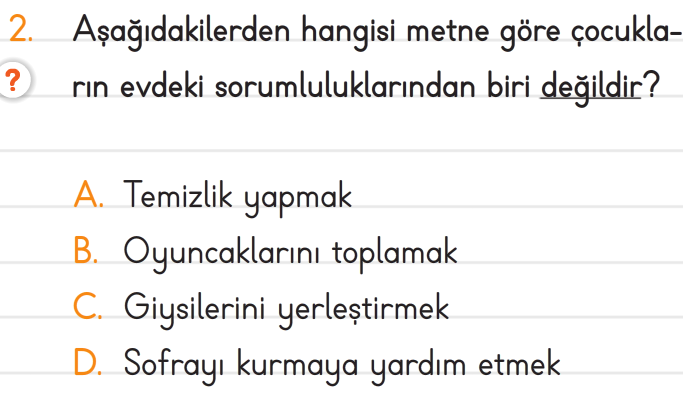 2. Aşağıdakilerden hangisi metne göre çocukla-
? rın evdeki sorumluluklarından biri değildir?
A. Temizlik yapmak
B. Oyuncaklarını toplamak
C. Giysilerini yerleştirmek
D. Sofrayı kurmaya yardım etmek